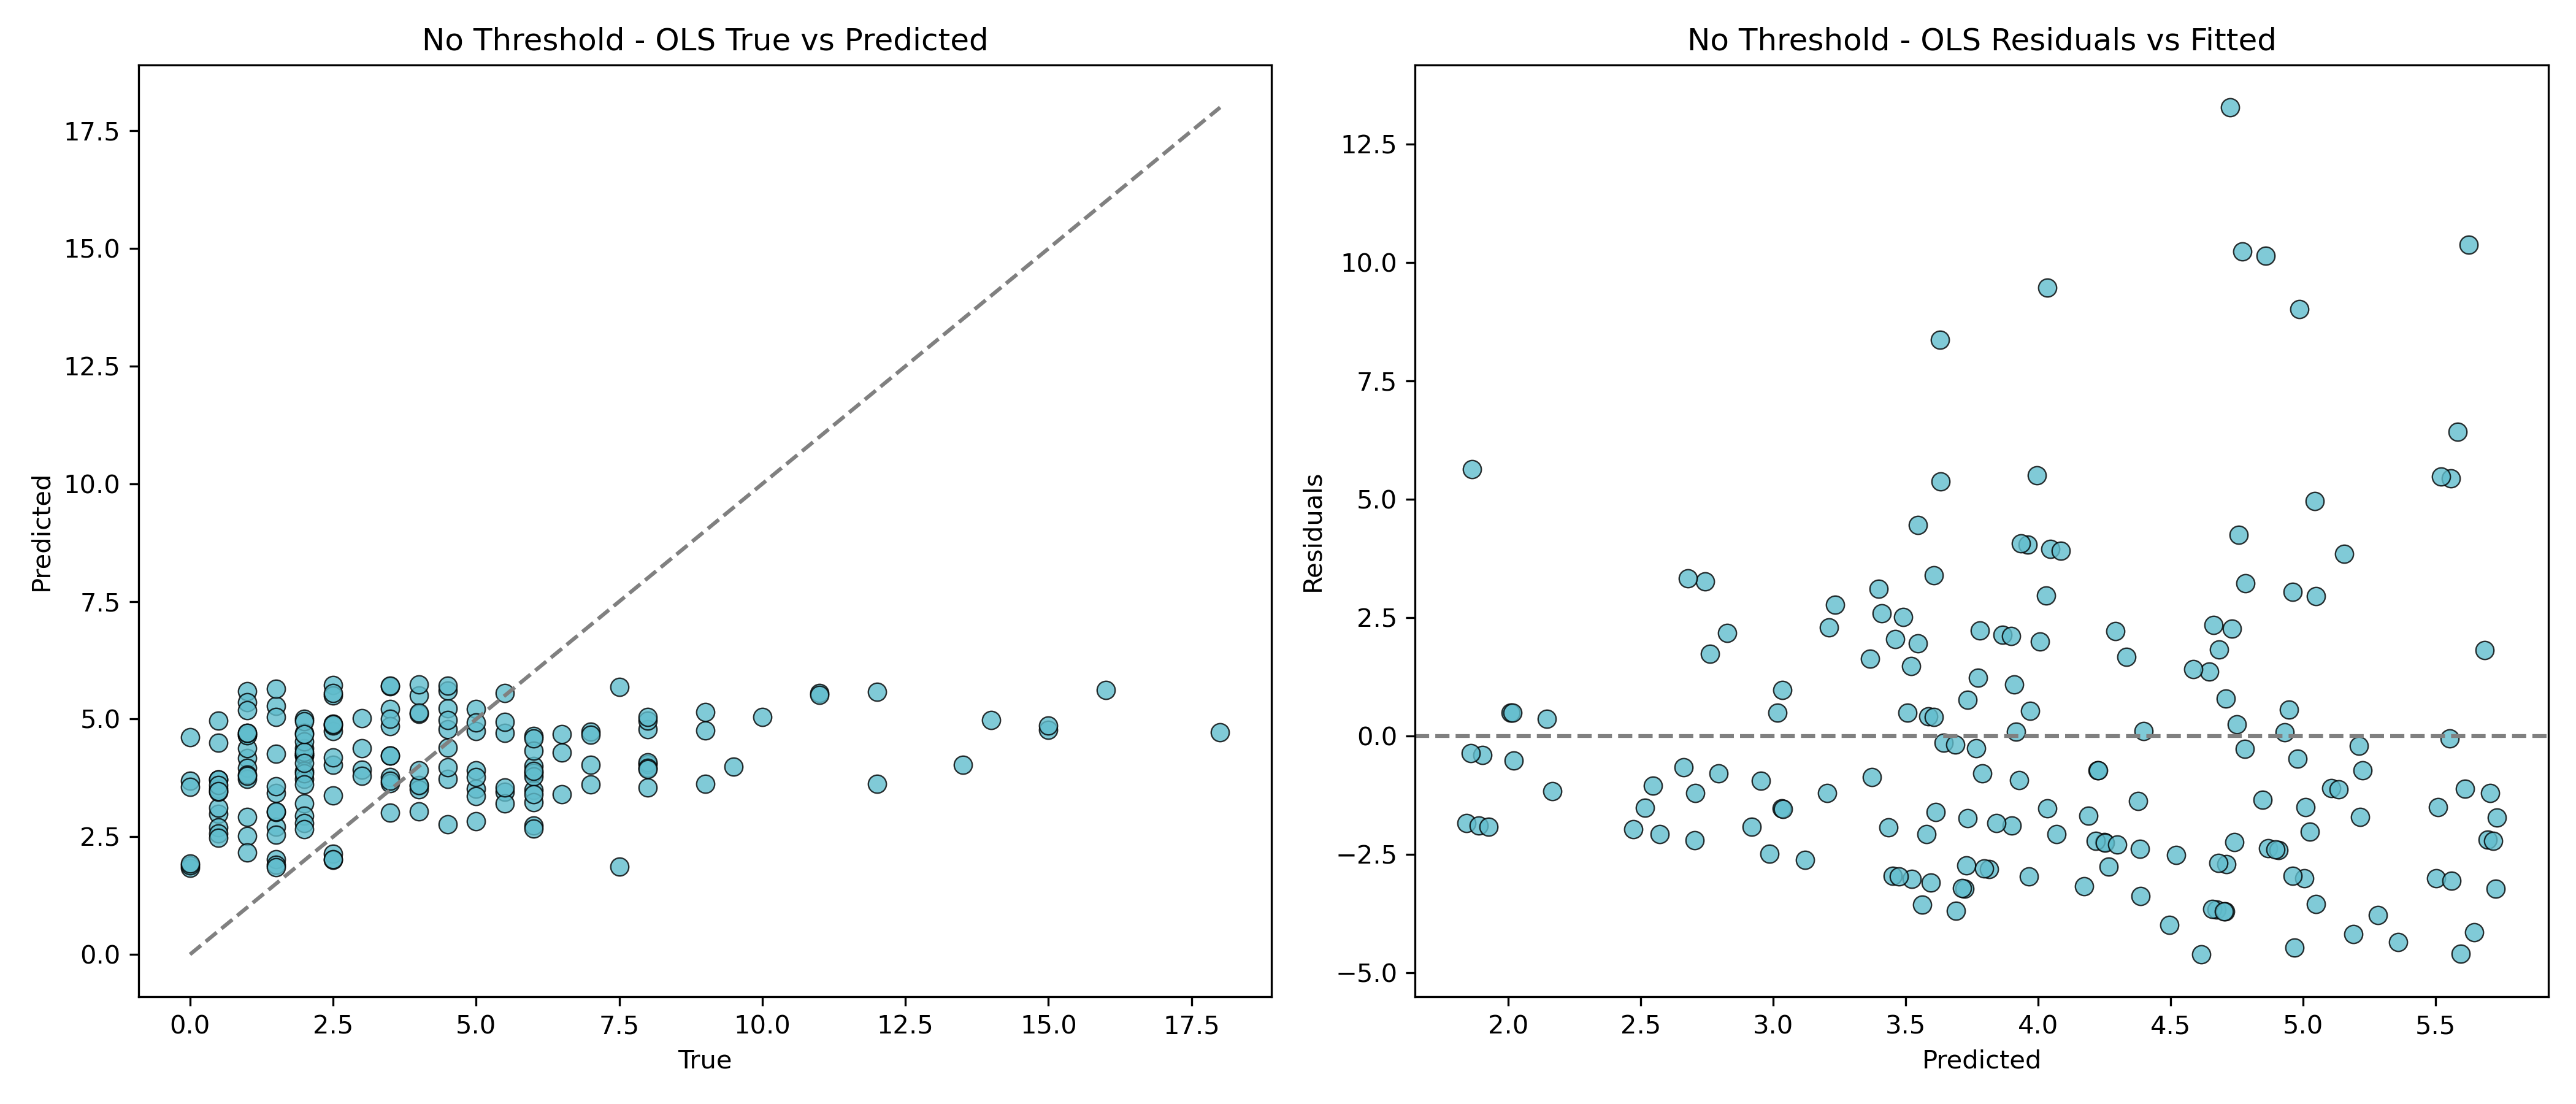 No Threshold - OLS True vs Predicted
17.5
15.0
12.5
10.0
7.5
5.0
2.5
0.0
Predicted
0.0 2.5 5.0 7.5 10.0 12.5 15.0 17.5
True
No Threshold - OLS Residuals vs Fitted
12.5
10.0
7.5
5.0
2.5
0.0
−2.5
−5.0
Residuals
2.0 2.5 3.0 3.5 4.0 4.5 5.0 5.5
Predicted